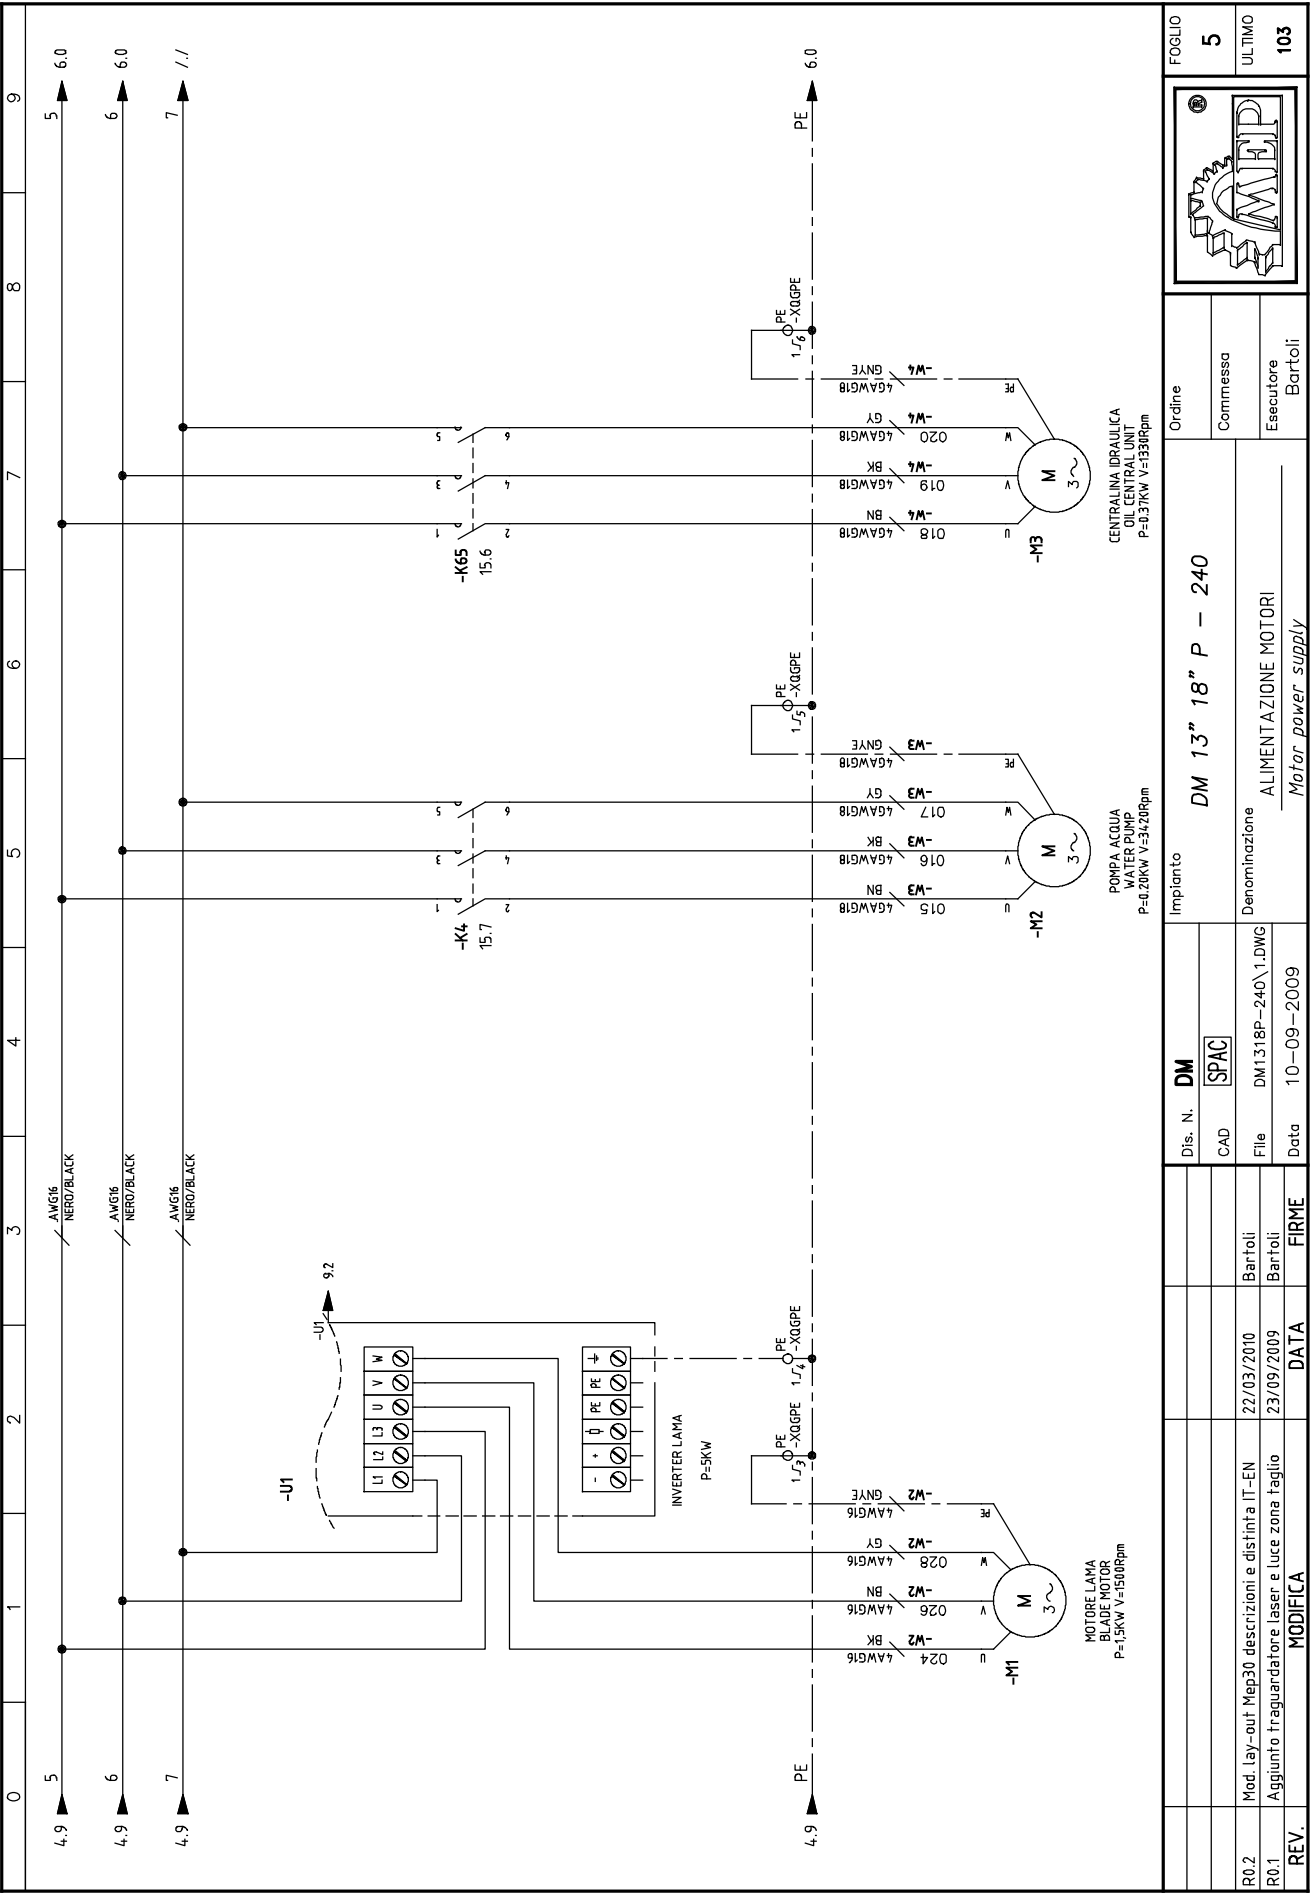 0 1 2 3 4 5 6 7 8 9
4.9 5
AWG16
NERO/BLACK
5 6.0
4.9 6
AWG16
NERO/BLACK
6 6.0
4.9 7
AWG16
NERO/BLACK
7 /./
-U1
-U1 9.2
L1 L2 L3 U V W
- + PE PE
INVERTER LAMA
P=5KW
-K4
15.7
1 3 5
2 4 6
-K65
15.6
1 3 5
2 4 6
4.9 PE
PE
-XQGPE
1 3
PE
-XQGPE
1 4
PE
-XQGPE
1 5
PE
-XQGPE
1 6
PE 6.0
4AWG16 BK
024 -W2
4AWG16 BN
026 -W2
4AWG16 GY
028 -W2
4AWG16 GNYE
-W2
U V W PE
-M1
M
3~
MOTORE LAMA
BLADE MOTOR
P=1,5KW V=1500Rpm
4GAWG18 BN
015 -W3
4GAWG18 BK
016 -W3
4GAWG18 GY
017 -W3
4GAWG18 GNYE
-W3
U V W PE
-M2
M
3~
POMPA ACQUA
WATER PUMP
P=0.20KW V=3420Rpm
4GAWG18 BN
018 -W4
4GAWG18 BK
019 -W4
4GAWG18 GY
020 -W4
4GAWG18 GNYE
-W4
U V W PE
-M3
M
3~
CENTRALINA IDRAULICA
OIL CENTRAL UNIT
P=0.37KW V=1330Rpm
R0.2 Mod. lay-out Mep30 descrizioni e distinta IT-EN 22/03/2010 Bartoli
R0.1 Aggiunto traguardatore laser e luce zona taglio 23/09/2009 Bartoli
REV. MODIFICA DATA FIRME
Dis. N. DM
CAD SPAC
File DM1318P-240\1.DWG
Data 10-09-2009
Impianto
DM 13" 18" P - 240
Denominazione
ALIMENTAZIONE MOTORI
Motor power supply
Ordine
Commessa
Esecutore
Bartoli
MEP ®
FOGLIO
5
ULTIMO
103